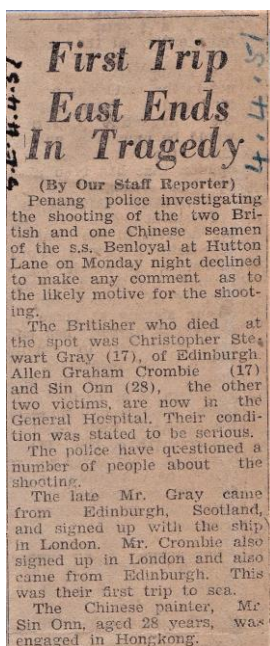 S.E. 4.4.51
4.4.51
First Trip
East Ends
In Tragedy
(By Our Staff Reporter)
Penang police investigating
the shooting of the two Bri-
tish and one Chinese seamen
of the s.s. Benloyal at Hutton
Lane on Monday night declined
to make any comment as to
the likely motive for the shoot-
ing.
The Britisher who died at
the spot was Christopher Ste-
wart Gray (17), of Edinburgh.
Allen Graham Crombie (17)
and Sin Onn (28), the other
two victims, are now in the
General Hospital. Their condi-
tion was stated to be serious.
The police have questioned a
number of people about the
shooting.
The late Mr. Gray came
from Edinburgh, Scotland,
and signed up with the ship
in London. Mr. Crombie also
signed up in London and also
came from Edinburgh. This
was their first trip to sea.
The Chinese painter, Mr
Sin Onn, aged 28 years, was
engaged in Hongkong.